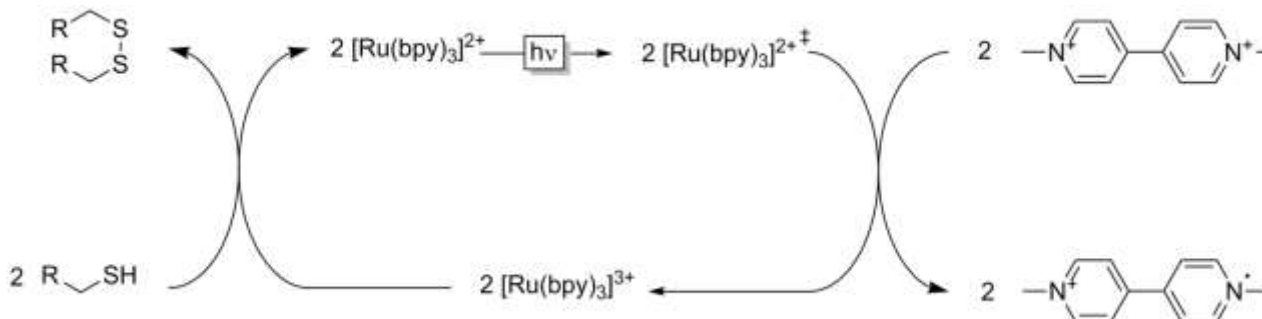 R S
R S
2 [Ru(bpy)3]2+ hν 2 [Ru(bpy)3]2+ ‡ 2 N+ N+
2 R SH 2 [Ru(bpy)3]3+ 2 N+ N•